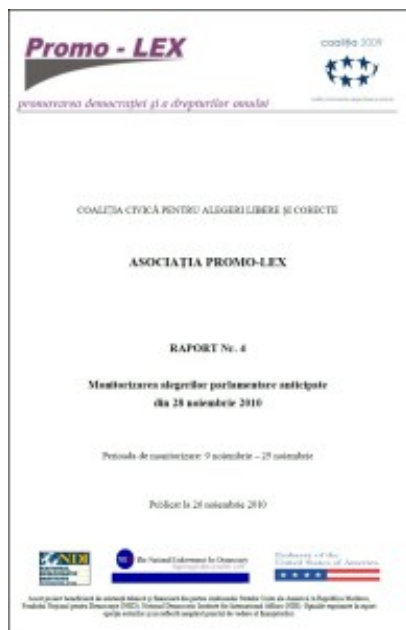 Promo - LEX
coaliția 2009
promovarea democrației și a drepturilor omului
COALIȚIA CIVICĂ PENTRU ALEGERI LIBERE ȘI CORECTE
ASOCIAȚIA PROMO-LEX
RAPORT Nr. 4
Monitorizarea alegerilor parlamentare anticipate
din 28 noiembrie 2010
Perioada de monitorizare: 9 noiembrie – 25 noiembrie
Publicat la 26 noiembrie 2010
NDI
The National Endowment for Democracy
Embassy of the
United States of America